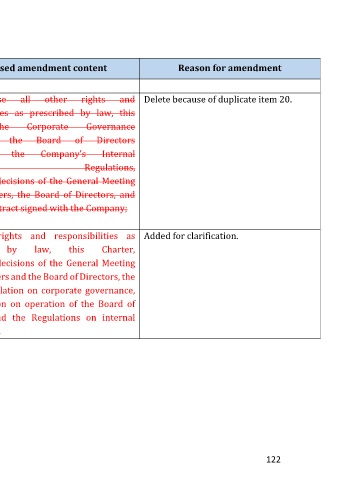 sed amendment content Reason for amendment
se all other rights and Delete because of duplicate item 20.
es as prescribed by law, this
he Corporate Governance
the Board of Directors
the Company's Internal
Regulations,
decisions of the General Meeting
ers, the Board of Directors, and
tract signed with the Company;
rights and responsibilities as Added for clarification.
by law, this Charter,
decisions of the General Meeting
ers and the Board of Directors, the
lation on corporate governance,
on on operation of the Board of
nd the Regulations on internal
122